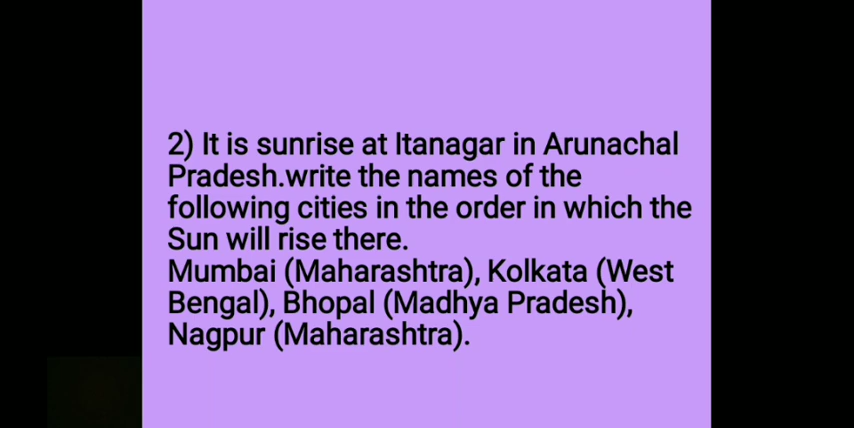 2) It is sunrise at Itanagar in Arunachal
Pradesh.write the names of the
following cities in the order in which the
Sun will rise there.
Mumbai (Maharashtra), Kolkata (West
Bengal), Bhopal (Madhya Pradesh),
Nagpur (Maharashtra).